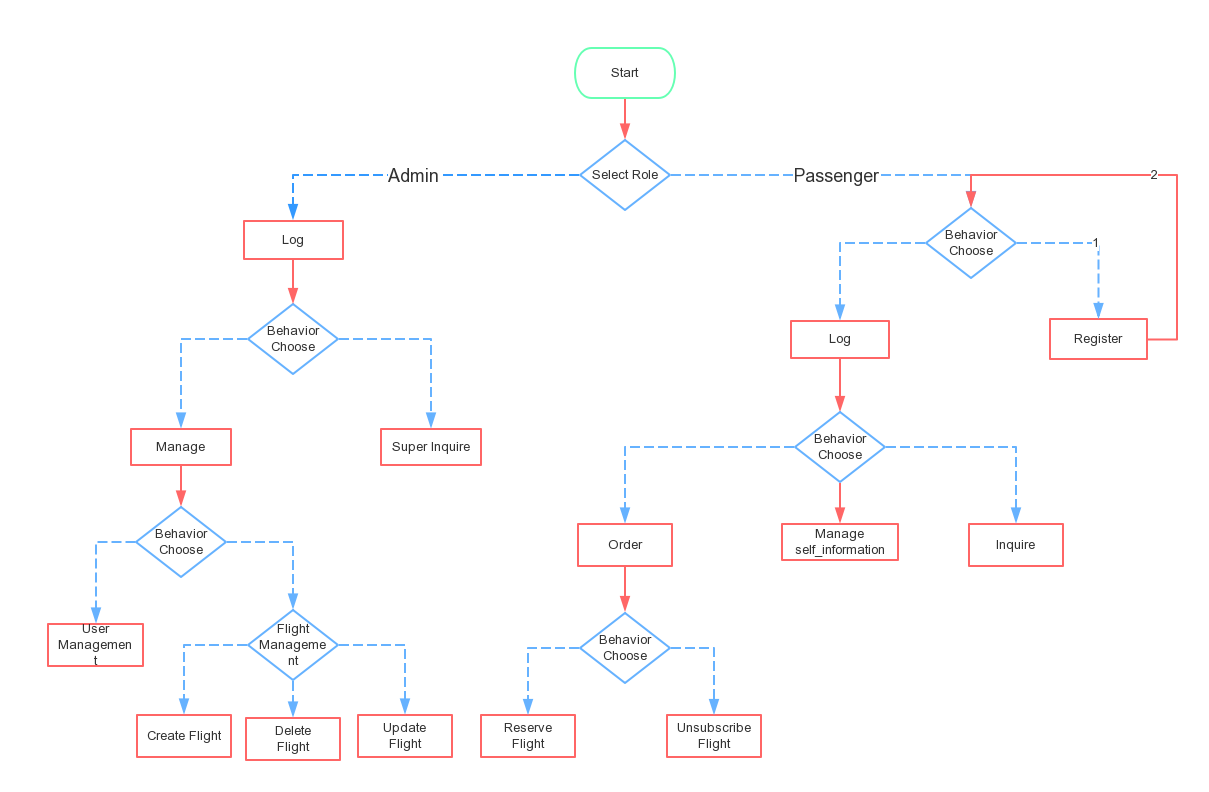 Start
Select Role
Admin
Passenger
2
Log
Behavior
Choose
1
Behavior
Choose
Log
Register
Manage
Super Inquire
Behavior
Choose
Behavior
Choose
Order
Manage
self_information
Inquire
User
Managemen
t
Flight
Manageme
nt
Behavior
Choose
Create Flight
Delete
Flight
Update
Flight
Reserve
Flight
Unsubscribe
Flight